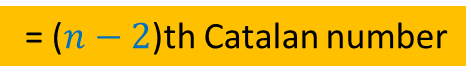 = (n − 2)th Catalan number